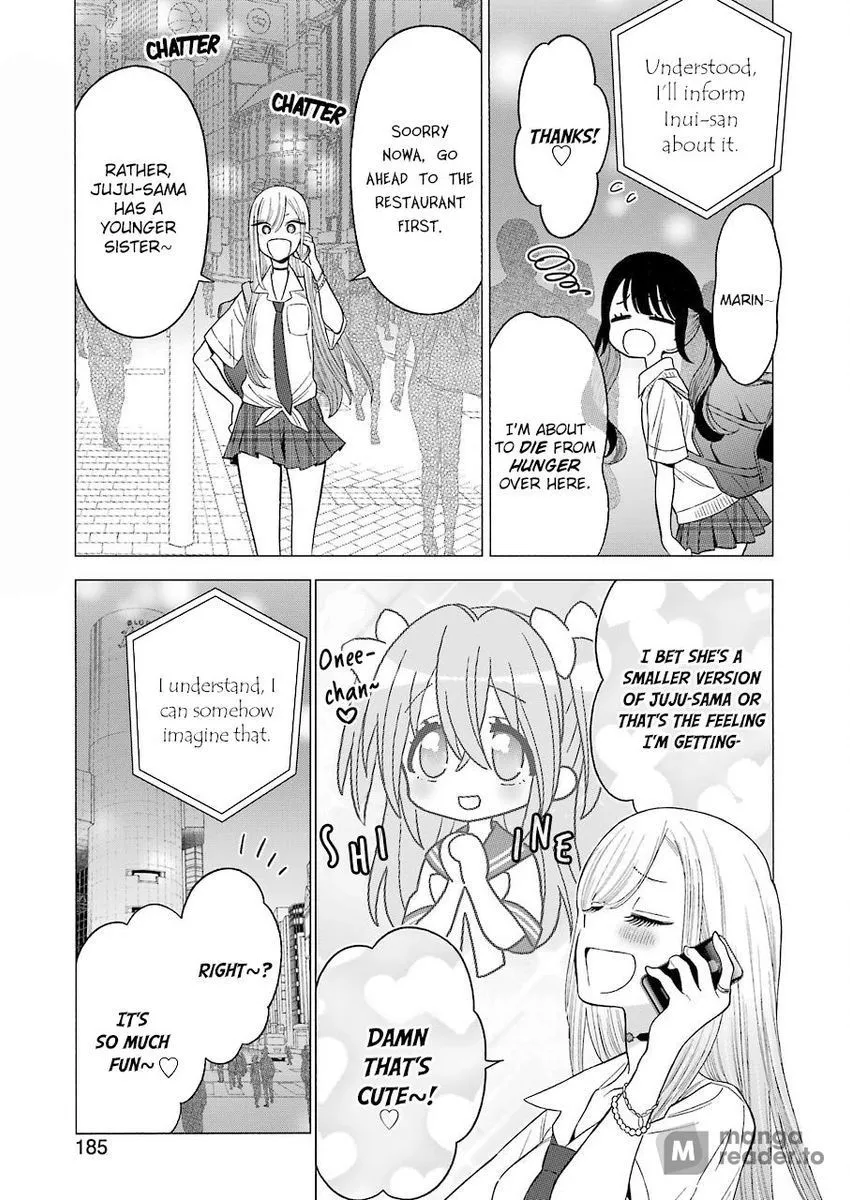 Understood,
I'll inform
Inui-san
about it.
THANKS!
♡
MARIN~
I'M ABOUT
TO DIE FROM
HUNGER
OVER HERE.
CHATTER
CHATTER
SOORRY
NOWA, GO
AHEAD TO THE
RESTAURANT
FIRST.
RATHER,
JUJU-SAMA
HAS A
YOUNGER
SISTER~
I BET SHE'S A
SMALLER VERSION
OF JUJU-SAMA OR
THAT'S THE FEELING
I'M GETTING-
Onee-
chan~
♡
SHIINE
DAMN
THAT'S
CUTE~!
♡
I understand, I
can somehow
imagine that.
RIGHT~?
IT'S
SO MUCH
FUN~♡
185
M manga
reader.to